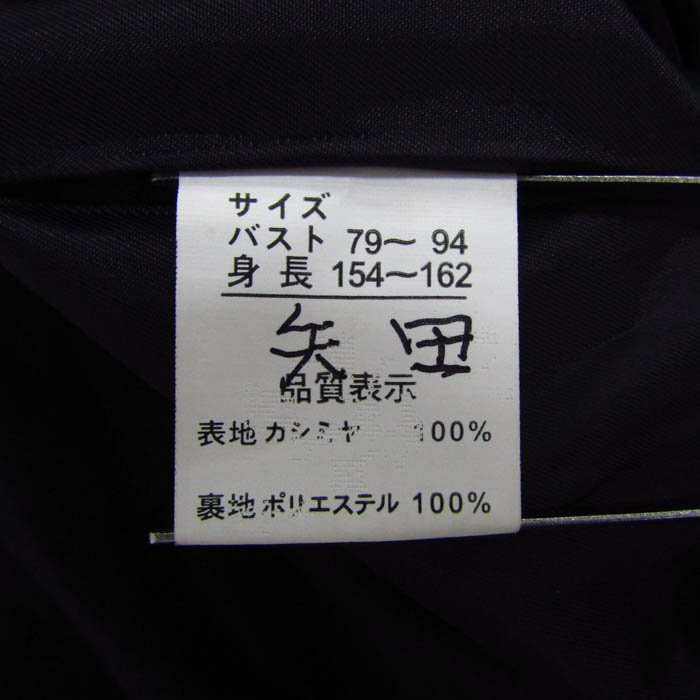 サイズ
バスト 79～ 94
身長 154～162
矢田
品質表示
表地 カシミヤ 100%
裏地 ポリエステル 100%